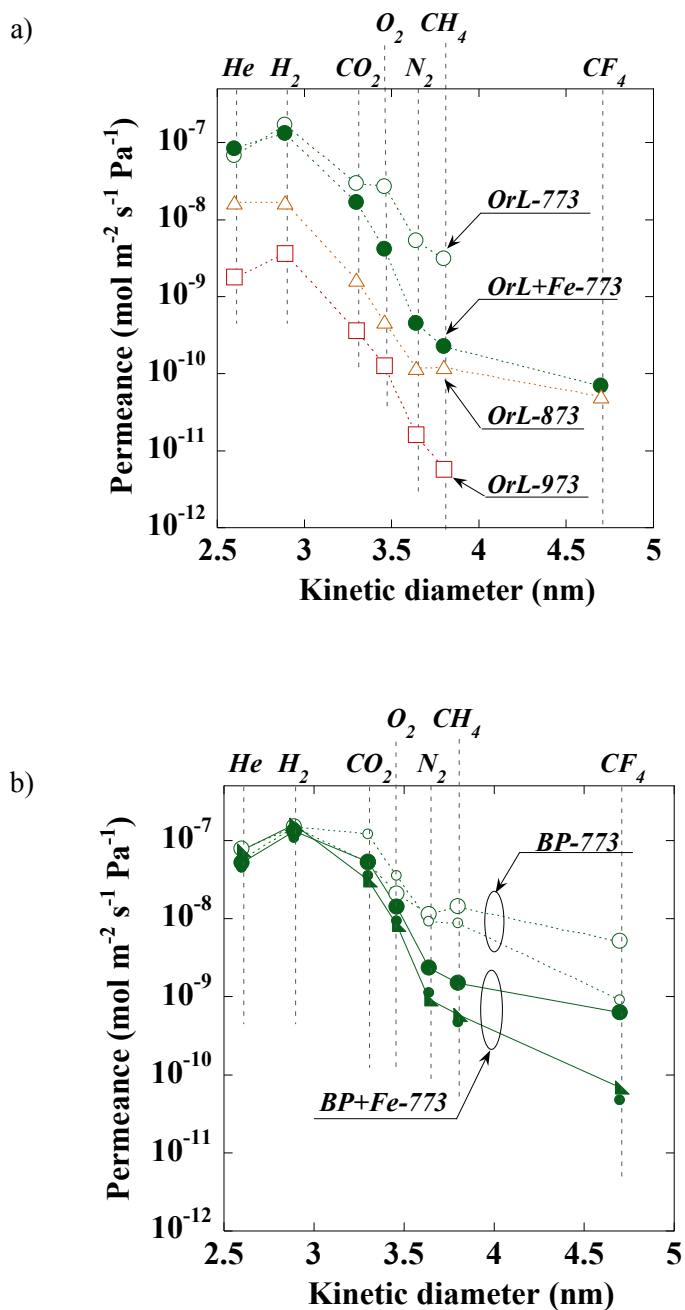 a)
O₂ CH₄
He H₂ CO₂ N₂ CF₄
10⁻⁷
10⁻⁸
10⁻⁹
10⁻¹⁰
10⁻¹¹
10⁻¹²
Permeance (mol m⁻² s⁻¹ Pa⁻¹)
OrL-773
OrL+Fe-773
OrL-873
OrL-973
2.5 3 3.5 4 4.5 5
Kinetic diameter (nm)
b)
O₂ CH₄
He H₂ CO₂ N₂ CF₄
10⁻⁷
10⁻⁸
10⁻⁹
10⁻¹⁰
10⁻¹¹
10⁻¹²
Permeance (mol m⁻² s⁻¹ Pa⁻¹)
BP-773
BP+Fe-773
2.5 3 3.5 4 4.5 5
Kinetic diameter (nm)